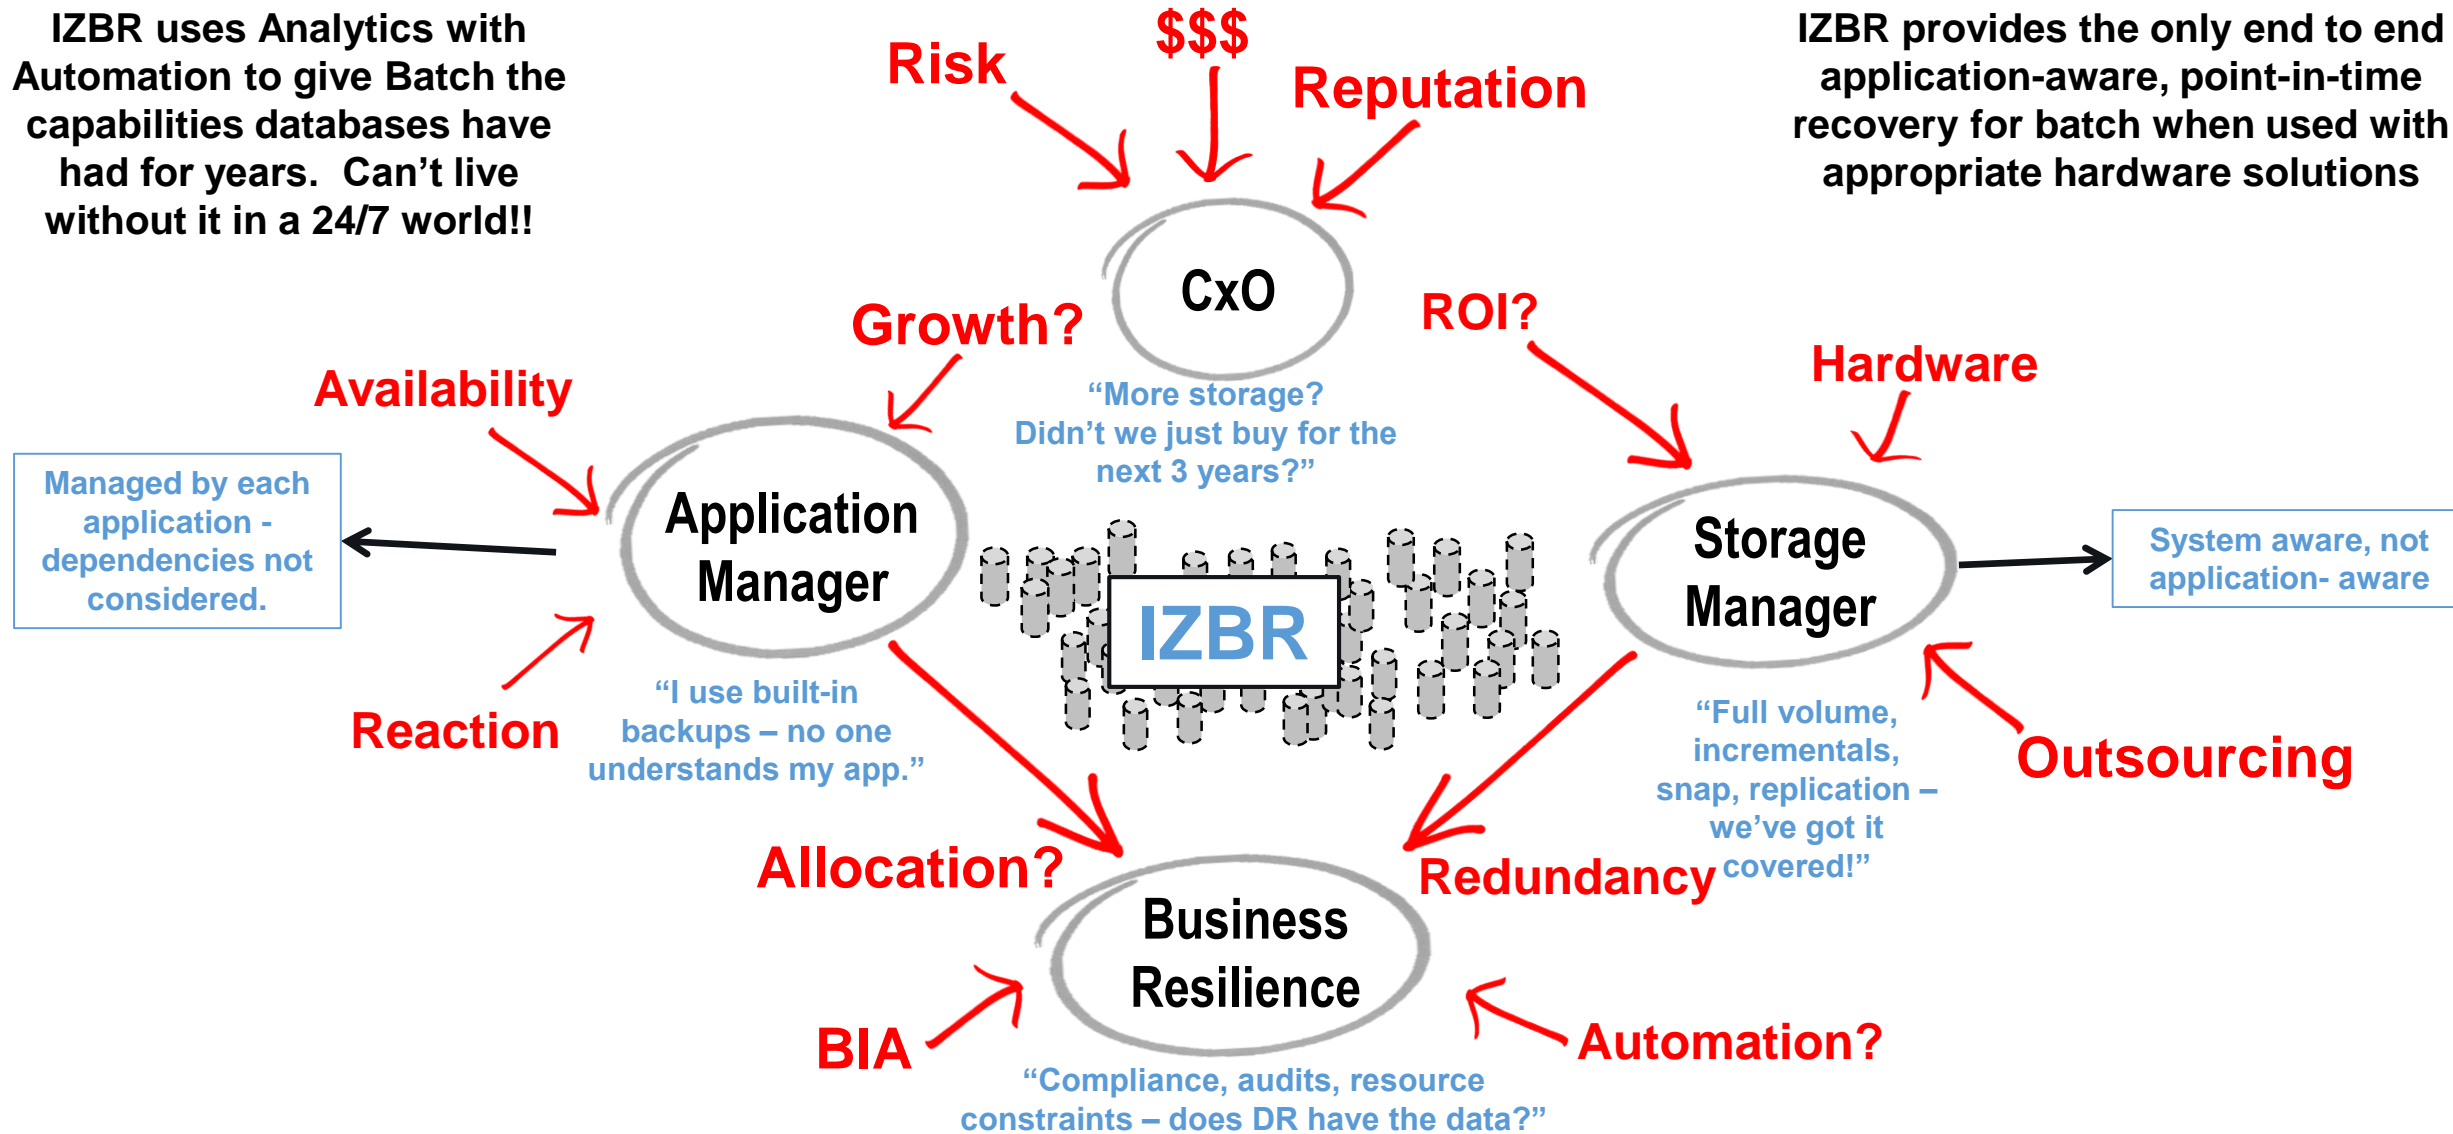 IZBR uses Analytics with
Automation to give Batch the
capabilities databases have
had for years.  Can’t live
without it in a 24/7 world!!
$$$
Risk
Reputation
IZBR provides the only end to end
application-aware, point-in-time
recovery for batch when used with
appropriate hardware solutions
CxO
Growth?
ROI?
Availability
Hardware
“More storage?
Didn’t we just buy for the
next 3 years?”
Managed by each
application -
dependencies not
considered.
Application
Manager
IZBR
Storage
Manager
System aware, not
application- aware
Reaction
“I use built-in
backups – no one
understands my app.”
“Full volume,
incrementals,
snap, replication –
we’ve got it
covered!”
Outsourcing
Allocation?
Redundancy
Business
Resilience
BIA
Automation?
“Compliance, audits, resource
constraints – does DR have the data?”